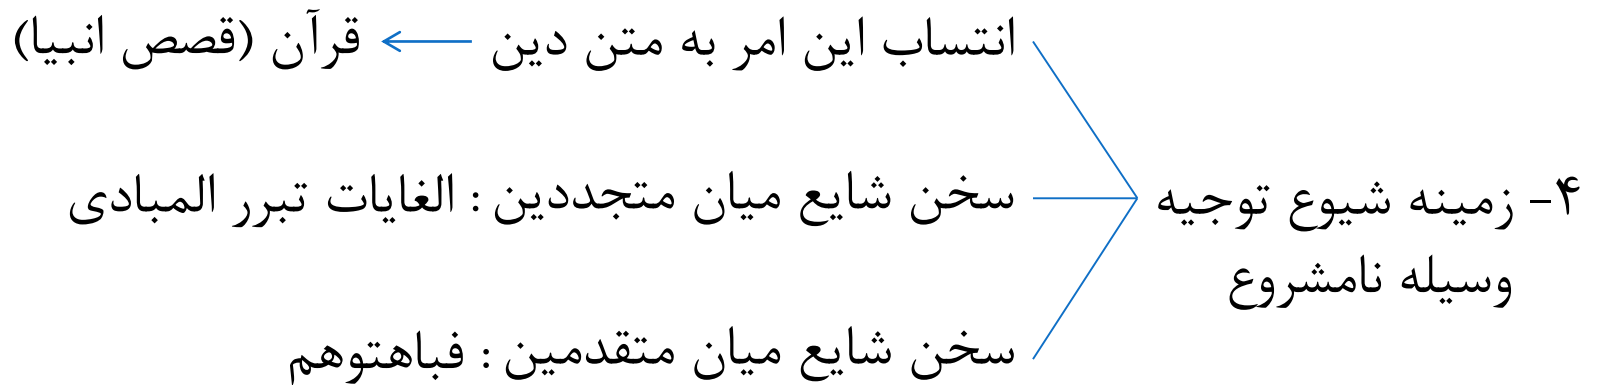 ۴- زمینه شیوع توجیه
وسیله نامشروع
انتساب این امر به متن دین
قرآن (قصص انبیا)
سخن شایع میان متجددین : الغایات تبرر المبادی
سخن شایع میان متقدمین : فباهتوهم